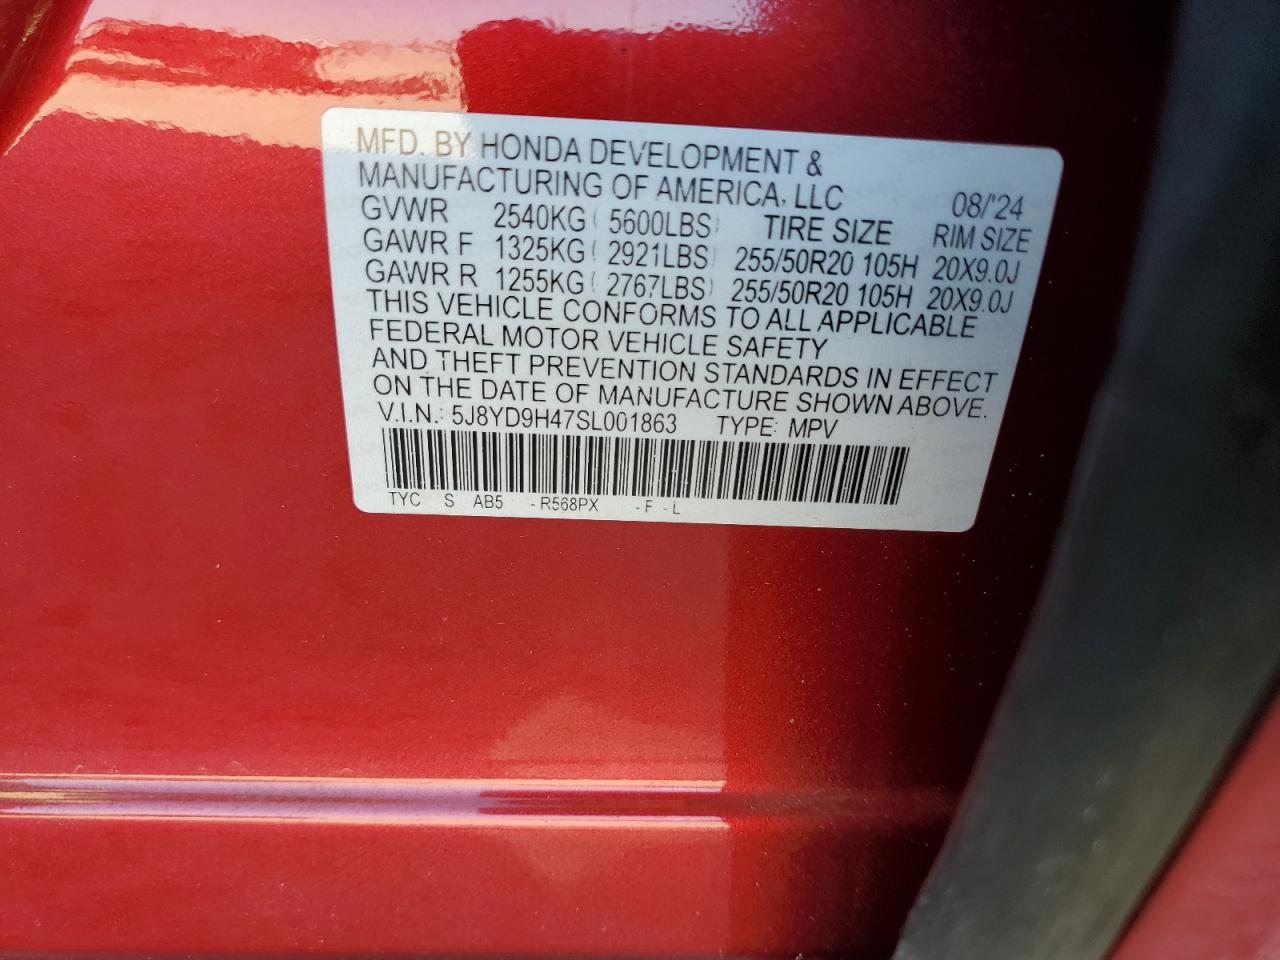 MFD. BY HONDA DEVELOPMENT &
MANUFACTURING OF AMERICA, LLC 08/'24
GVWR 2540KG ( 5600LBS) TIRE SIZE RIM SIZE
GAWR F 1325KG ( 2921LBS) 255/50R20 105H 20X9.0J
GAWR R 1255KG ( 2767LBS) 255/50R20 105H 20X9.0J
THIS VEHICLE CONFORMS TO ALL APPLICABLE
FEDERAL MOTOR VEHICLE SAFETY
AND THEFT PREVENTION STANDARDS IN EFFECT
ON THE DATE OF MANUFACTURE SHOWN ABOVE.
V.I.N.: 5J8YD9H47SL001863 TYPE: MPV
TYC S AB5 - R568PX - F - L